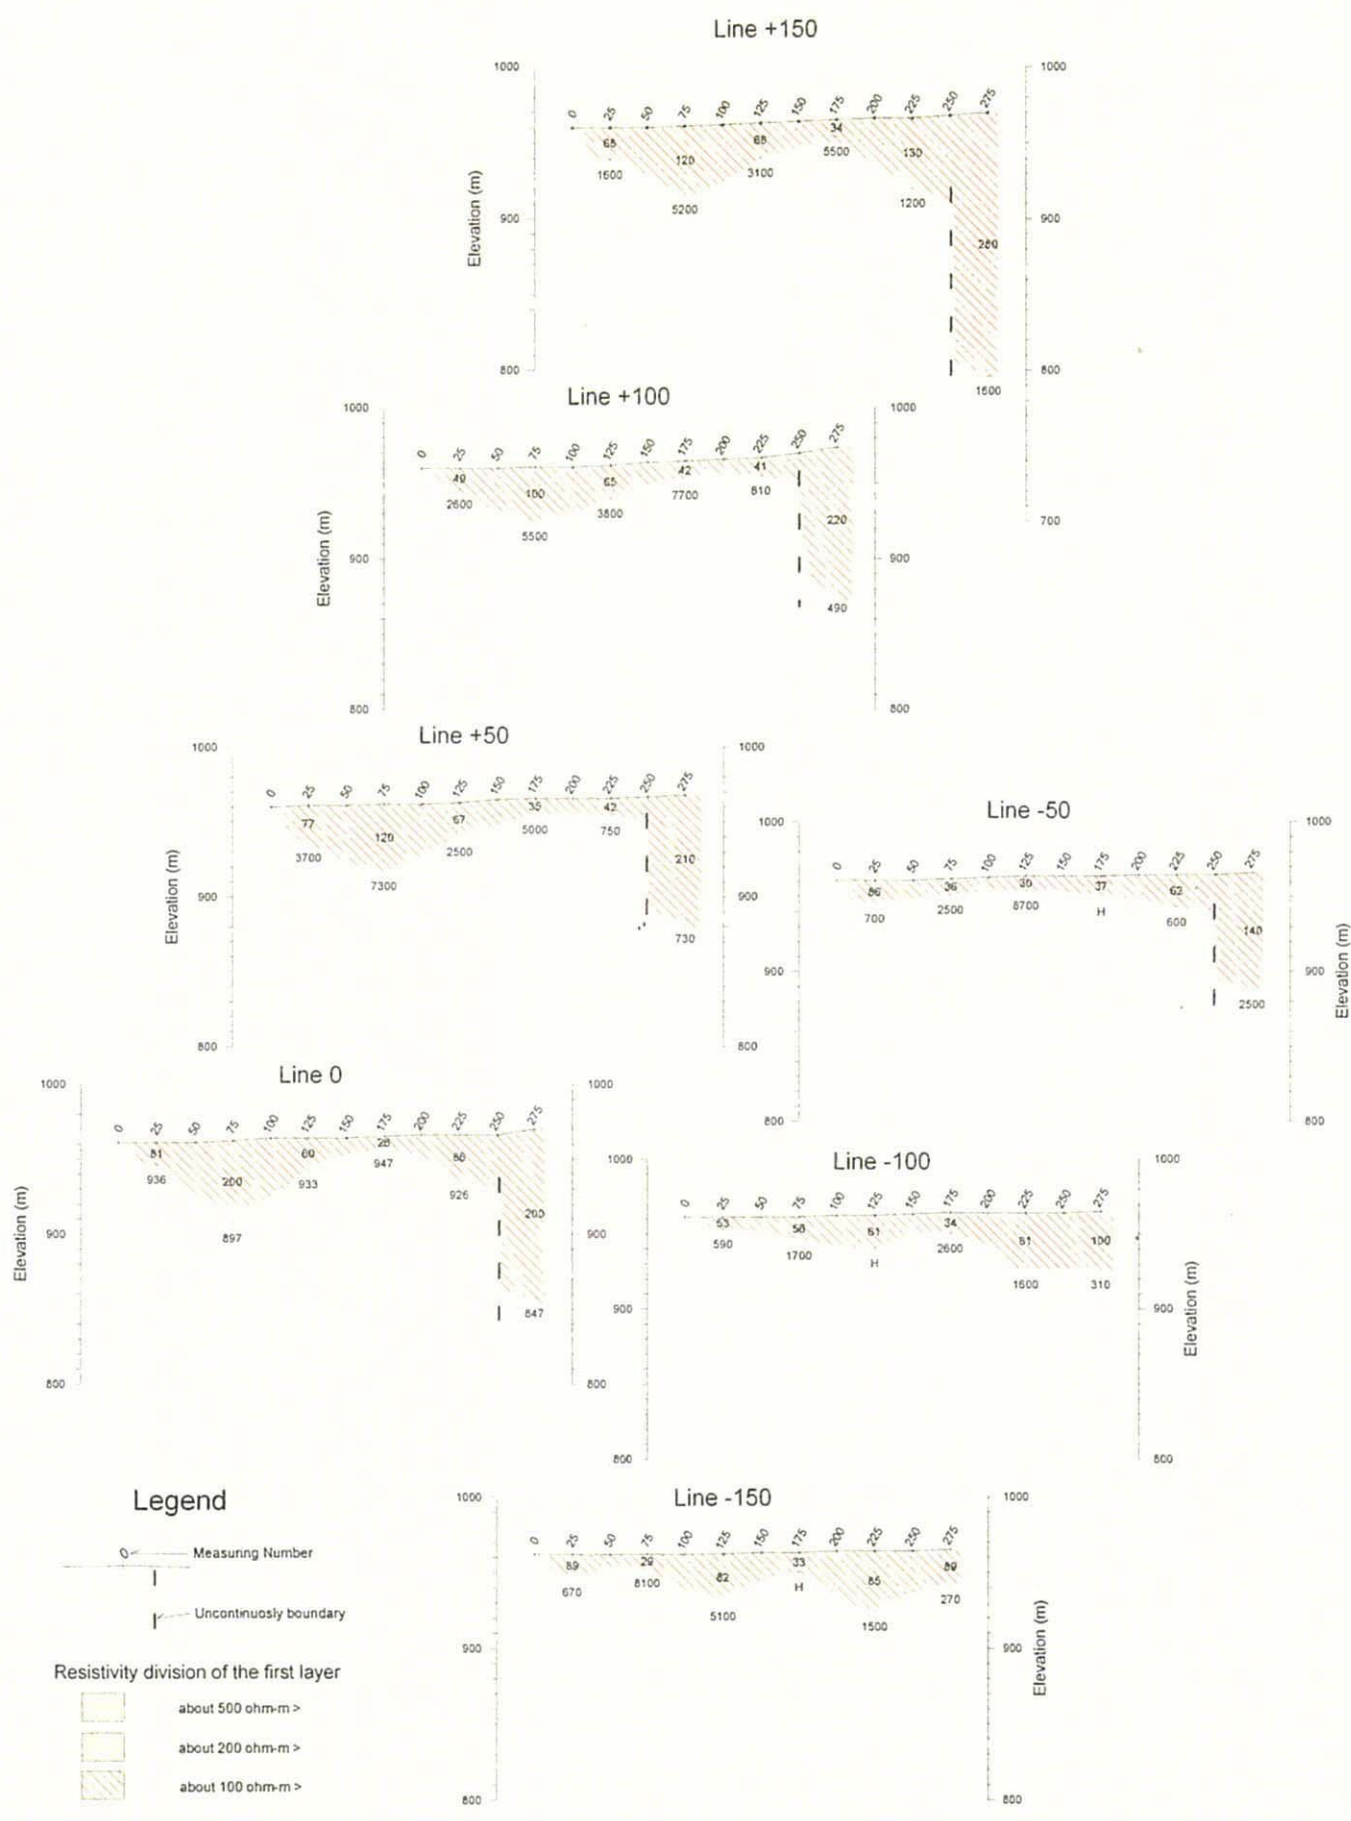 Line +150
1000 1000
0 25 50 75 100 125 150 175 200 225 250 275
68 120 68 34 130
1600 5200 3100 5500 1200
Elevation (m)
900 900
280
800 800
1600
700
Line +100
1000 1000
0 25 50 75 100 125 150 175 200 225 250 275
49 100 65 42 41
2600 5500 3800 7700 810
220
Elevation (m)
900 900
490
800 800
Line +50
1000 1000
0 25 50 75 100 125 150 175 200 225 250 275
77 120 67 35 42
3700 7300 2500 5000 750
210
Elevation (m)
900 900
730
800 800
Line -50
1000 1000
0 25 50 75 100 125 150 175 200 225 250 275
86 36 30 37 62
700 2500 8700 H 600
140
900 900
Elevation (m)
2500
800 800
Line 0
1000 1000
0 25 50 75 100 125 150 175 200 225 250 275
81 200 60 28 86
936 897 933 947 926
200
Elevation (m)
900 900
847
800 800
Line -100
1000 1000
0 25 50 75 100 125 150 175 200 225 250 275
53 58 61 34 81 100
590 1700 H 2600 1600 310
900 900
Elevation (m)
800 800
Line -150
1000 1000
0 25 50 75 100 125 150 175 200 225 250 275
89 29 82 33 85 89
670 8100 5100 H 1500 270
900 900
Elevation (m)
800 800
Legend
0 Measuring Number
Uncontinuosly boundary
Resistivity division of the first layer
about 500 ohm-m >
about 200 ohm-m >
about 100 ohm-m >